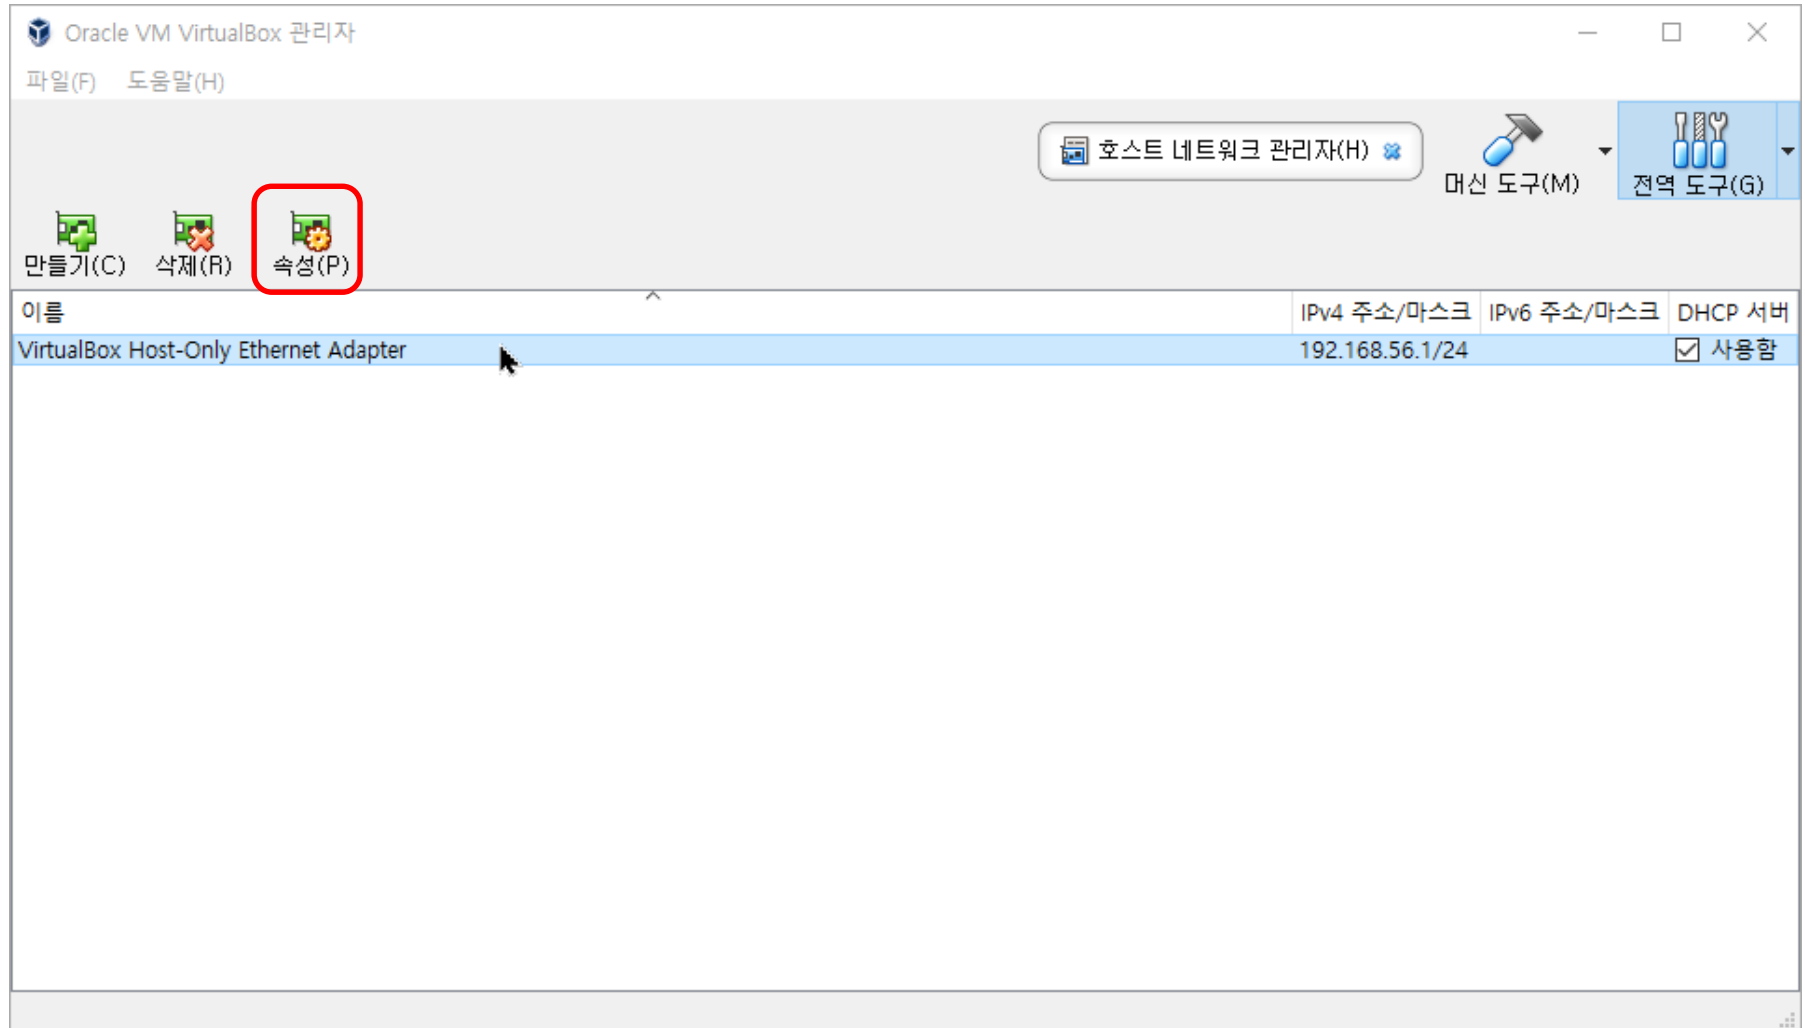 Oracle VM VirtualBox 관리자
파일(F) 도움말(H)
호스트 네트워크 관리자(H)
머신 도구(M)
전역 도구(G)
만들기(C) 삭제(R) 속성(P)
이름 IPv4 주소/마스크 IPv6 주소/마스크 DHCP 서버
VirtualBox Host-Only Ethernet Adapter 192.168.56.1/24 사용함